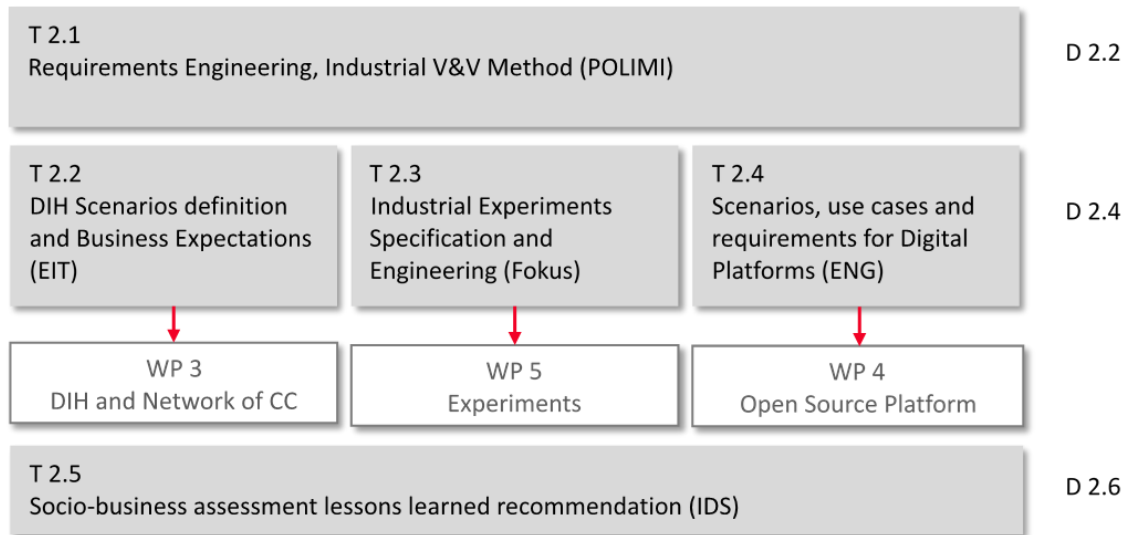 T 2.1
Requirements Engineering, Industrial V&V Method (POLIMI)
D 2.2
T 2.2
DIH Scenarios definition
and Business Expectations
(EIT)
T 2.3
Industrial Experiments
Specification and
Engineering (Fokus)
T 2.4
Scenarios, use cases and
requirements for Digital
Platforms (ENG)
D 2.4
WP 3
DIH and Network of CC
WP 5
Experiments
WP 4
Open Source Platform
T 2.5
Socio-business assessment lessons learned recommendation (IDS)
D 2.6